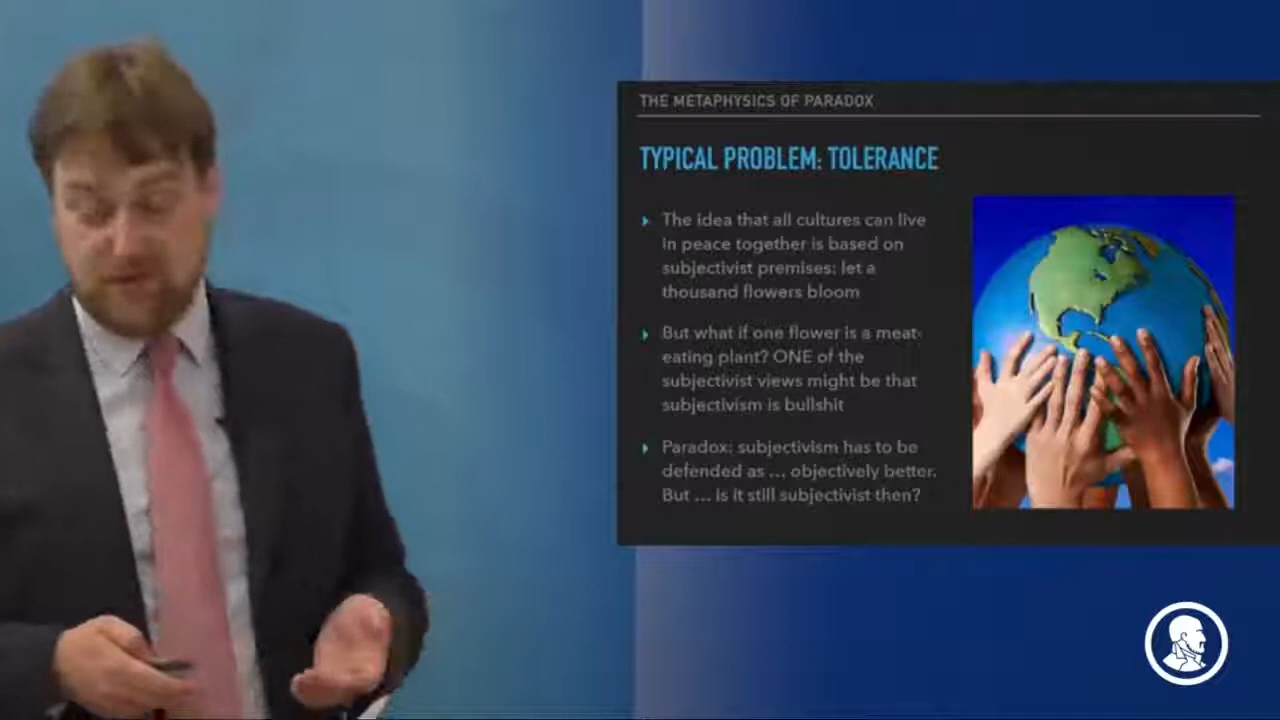 THE METAPHYSICS OF PARADOX
TYPICAL PROBLEM: TOLERANCE
The idea that all cultures can live
in peace together is based on
subjectivist premises: let a
thousand flowers bloom
But what if one flower is a meat-
eating plant? ONE of the
subjectivist views might be that
subjectivism is bullshit
Paradox: subjectivism has to be
defended as ... objectively better.
But ... is it still subjectivist then?